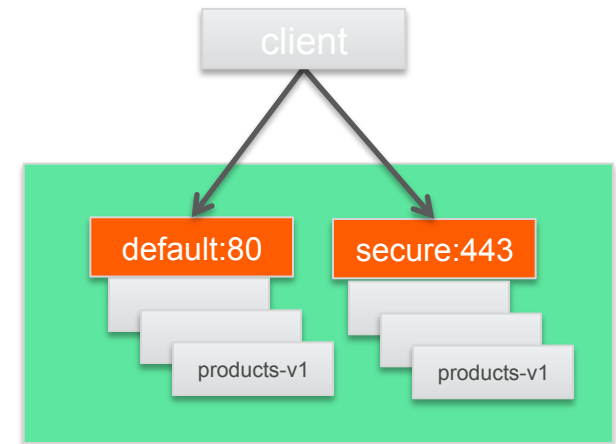 client
default:80
secure:443
products-v1
products-v1